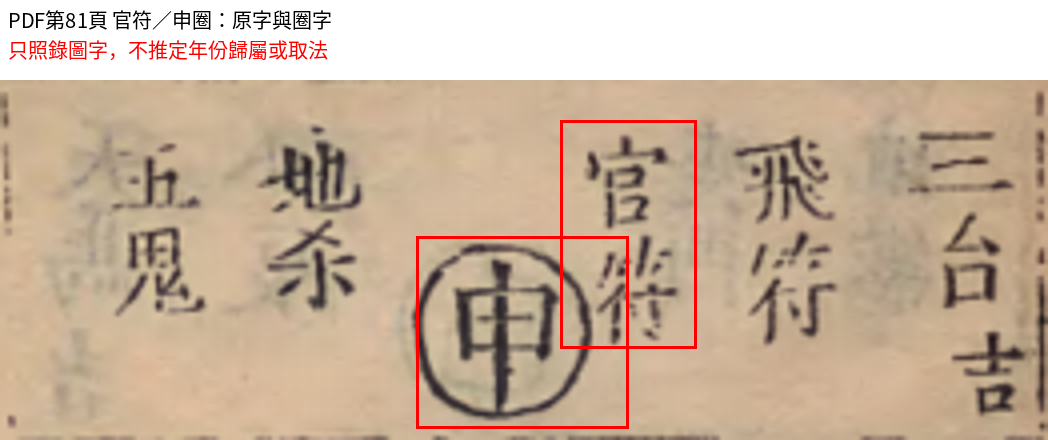 PDF第81頁 官符／申圈：原字與圈字
只照錄圖字，不推定年份歸屬或取法
三台吉
飛符
官符
申
地杀
五鬼